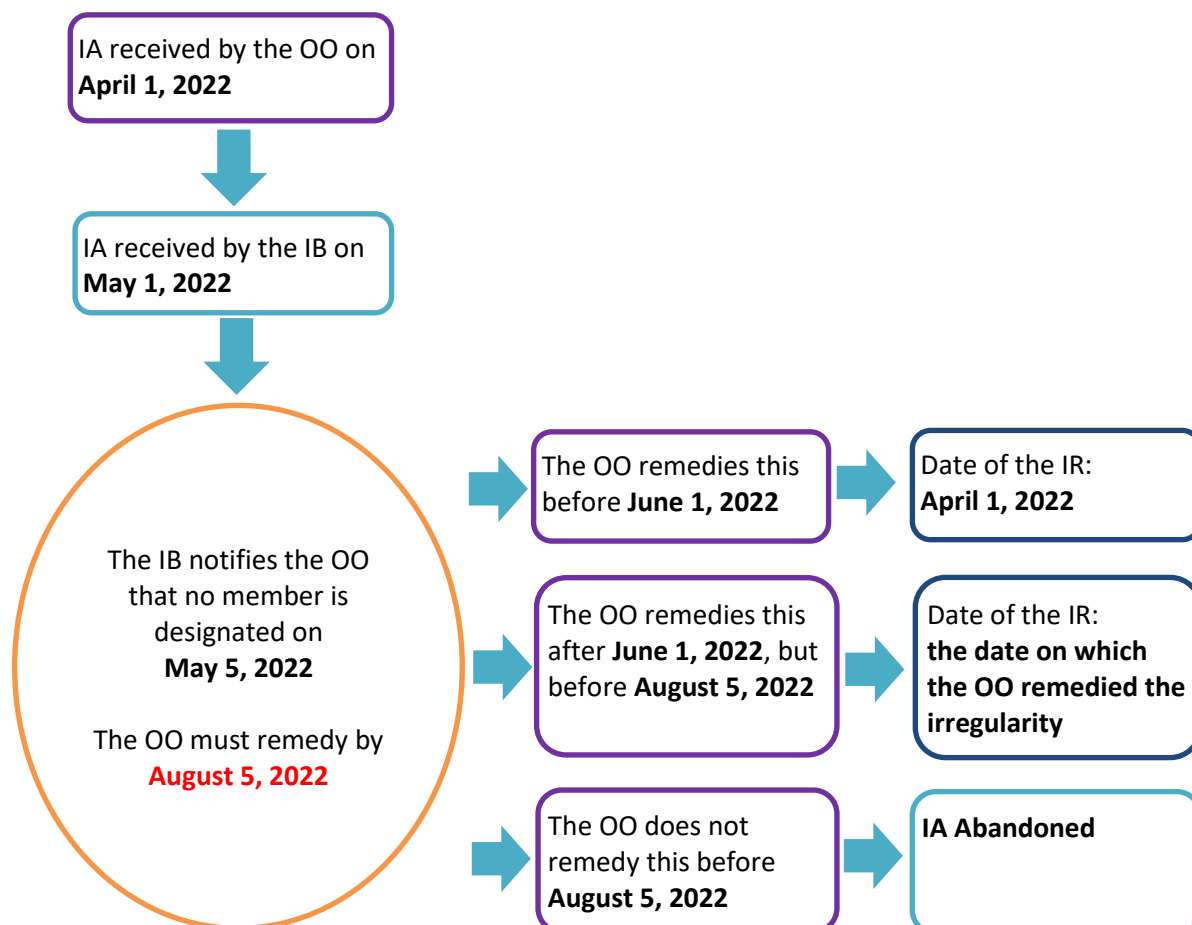 IA received by the OO on
April 1, 2022
IA received by the IB on
May 1, 2022
The IB notifies the OO
that no member is
designated on
May 5, 2022
The OO must remedy by
August 5, 2022
The OO remedies this
before June 1, 2022
Date of the IR:
April 1, 2022
The OO remedies this
after June 1, 2022, but
before August 5, 2022
Date of the IR:
the date on which
the OO remedied the
irregularity
The OO does not
remedy this before
August 5, 2022
IA Abandoned